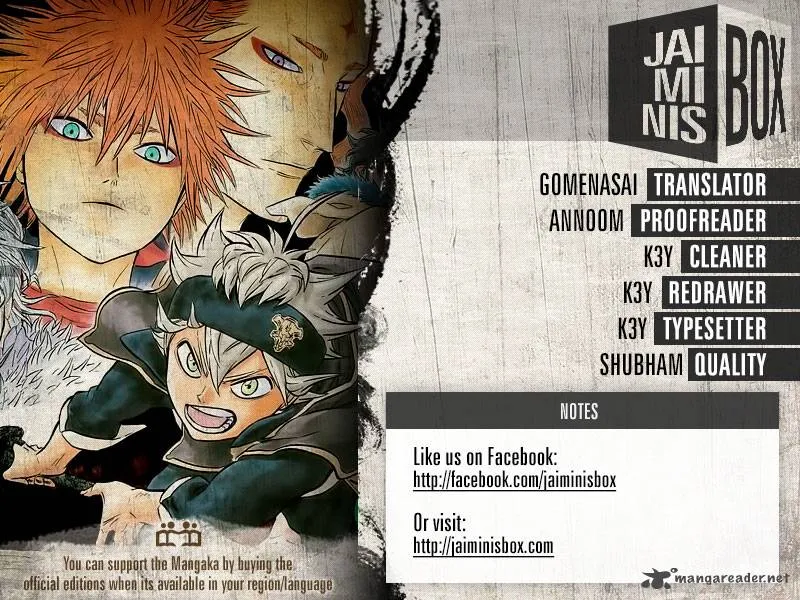 JAI
MI
NIS
BOX
GOMENASAI TRANSLATOR
ANNOOM PROOFREADER
K3Y CLEANER
K3Y REDRAWER
K3Y TYPESETTER
SHUBHAM QUALITY
NOTES
Like us on Facebook:
http://facebook.com/jaiminisbox
Or visit:
http://jaiminisbox.com
You can support the Mangaka by buying the
official editions when its available in your region/language
mangareader.net